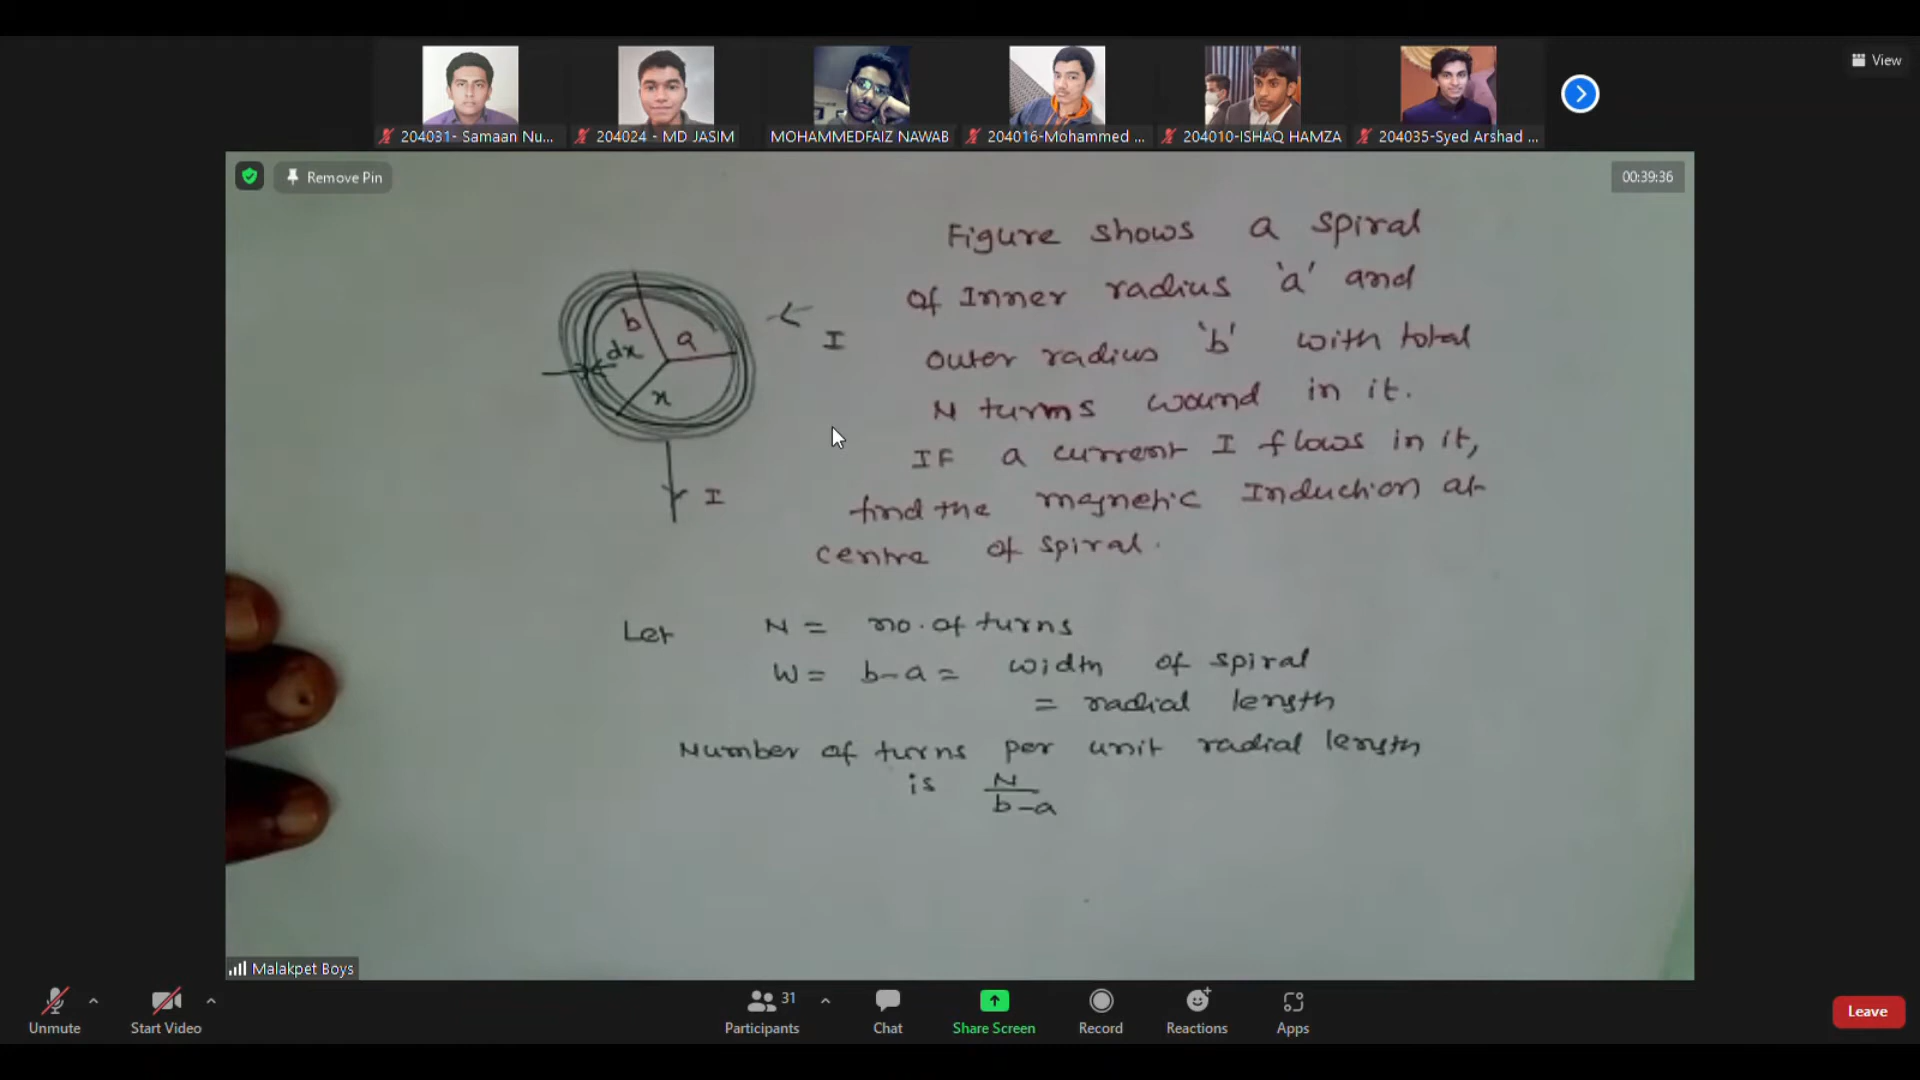 View
204031- Samaan Nu...
204024 - MD JASIM
MOHAMMEDFAIZ NAWAB
204016-Mohammed ...
204010-ISHAQ HAMZA
204035-Syed Arshad ...
Remove Pin
00:39:36
Figure shows a spiral
of Inner radius 'a' and
outer radius 'b' with total
N turms wound in it.
IF a current I flows in it,
find the magnetic Induction at
centre of spiral.
b
a
dx
x
I
I
Let N = no. of turns
W = b-a = width of spiral
= radial length
Number of turns per unit radial length
is N
b-a
Malakpet Boys
Unmute
Start Video
31
Participants
Chat
Share Screen
Record
Reactions
Apps
Leave